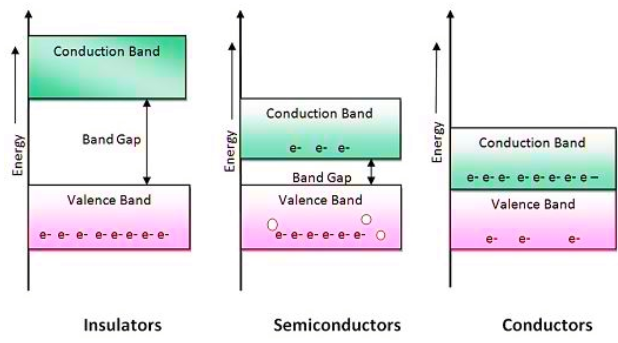 Energy
Conduction Band
Band Gap
Valence Band
e- e- e- e- e- e- e- e-
Insulators
Energy
Conduction Band
e- e- e-
Band Gap
Valence Band
e- e- e- e- e- e-
Semiconductors
Energy
Conduction Band
e- e- e- e- e- e- e- e –
Valence Band
e- e- e-
Conductors